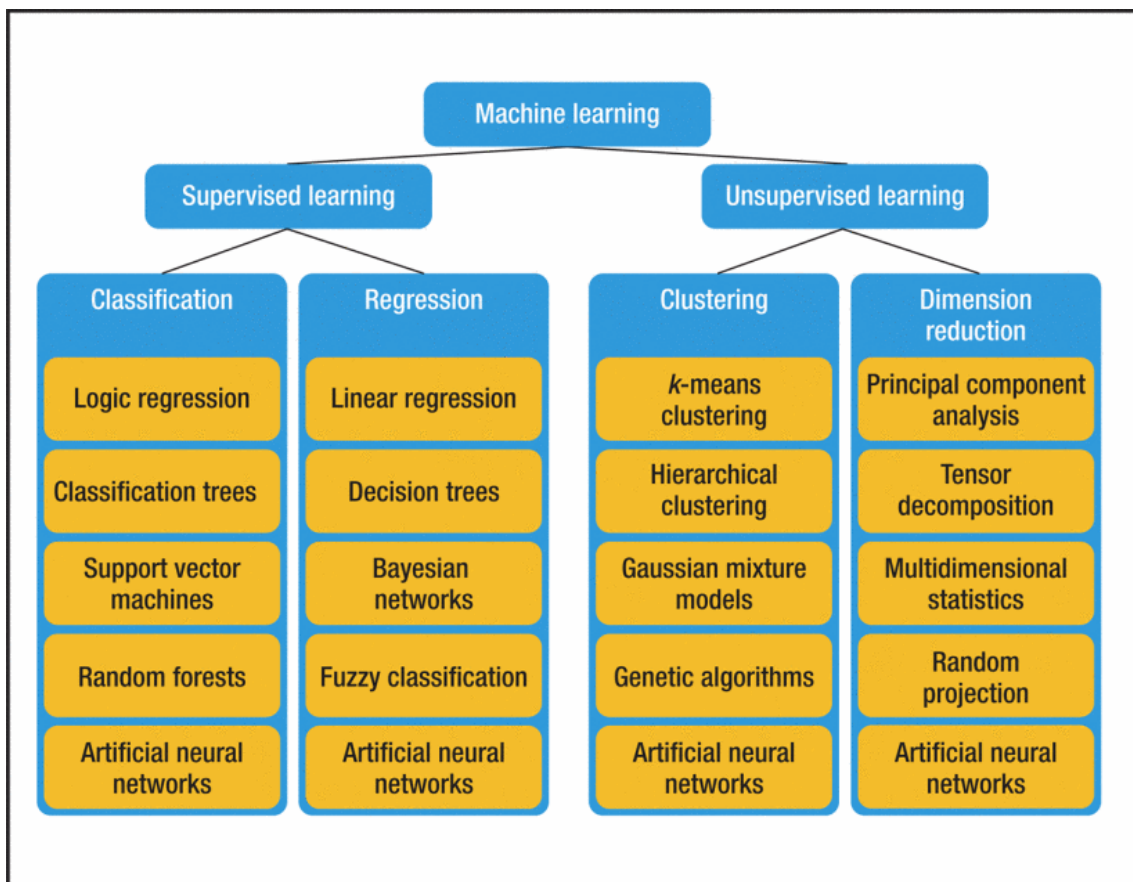 Machine learning
Supervised learning
Unsupervised learning
Classification
Logic regression
Classification trees
Support vector
machines
Random forests
Artificial neural
networks
Regression
Linear regression
Decision trees
Bayesian
networks
Fuzzy classification
Artificial neural
networks
Clustering
k-means
clustering
Hierarchical
clustering
Gaussian mixture
models
Genetic algorithms
Artificial neural
networks
Dimension
reduction
Principal component
analysis
Tensor
decomposition
Multidimensional
statistics
Random
projection
Artificial neural
networks